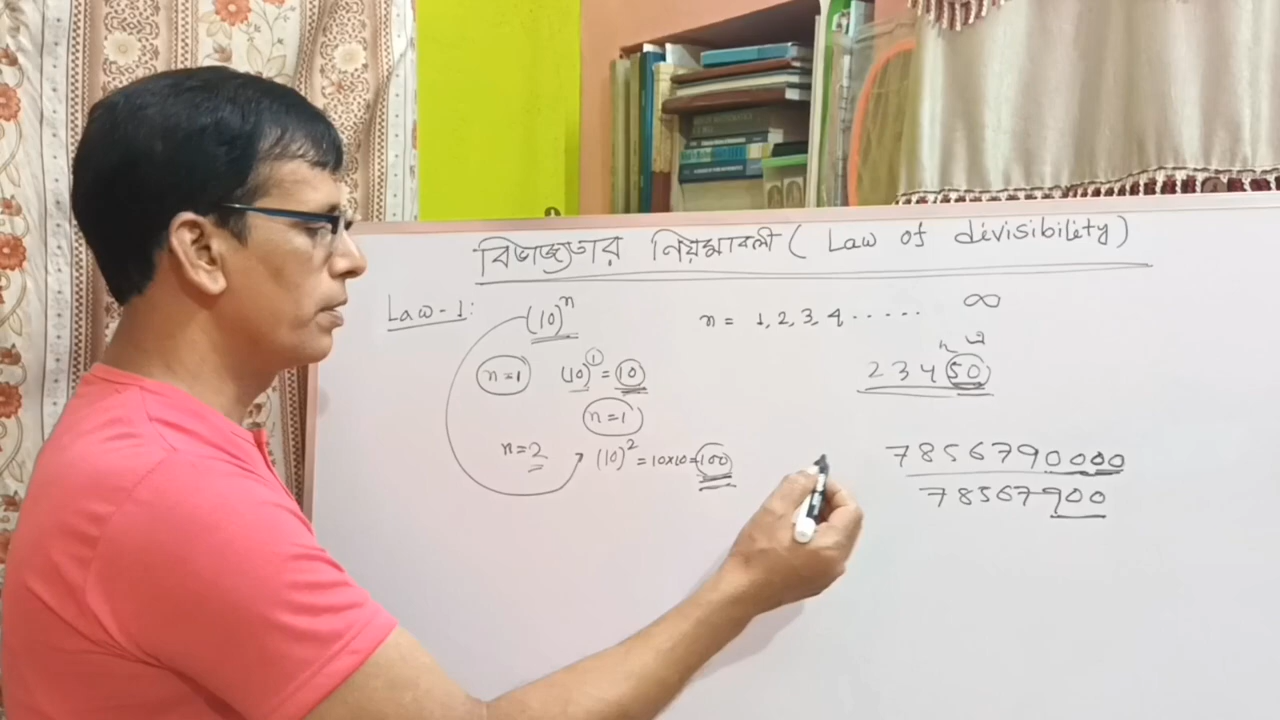 বিভাজ্যতার নিয়মাবলী ( Law of devisibility )
Law - 1 : (10)^n n = 1, 2, 3, 4 ..... ∞
n=1 (10)^1 = 10 23450
n=1
n=2 (10)^2 = 10×10=100 7856790000
78567900